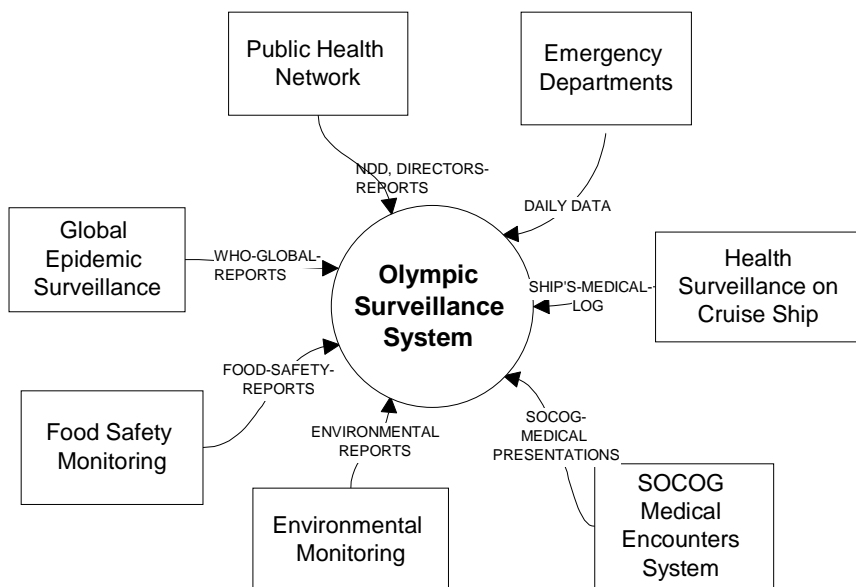 Public Health
Network
Emergency
Departments
NDD, DIRECTORS-
REPORTS
DAILY DATA
Global
Epidemic
Surveillance
WHO-GLOBAL-
REPORTS
Olympic
Surveillance
System
SHIP'S-MEDICAL-
LOG
Health
Surveillance on
Cruise Ship
FOOD-SAFETY-
REPORTS
Food Safety
Monitoring
ENVIRONMENTAL
REPORTS
Environmental
Monitoring
SOCOG-
MEDICAL
PRESENTATIONS
SOCOG
Medical
Encounters
System